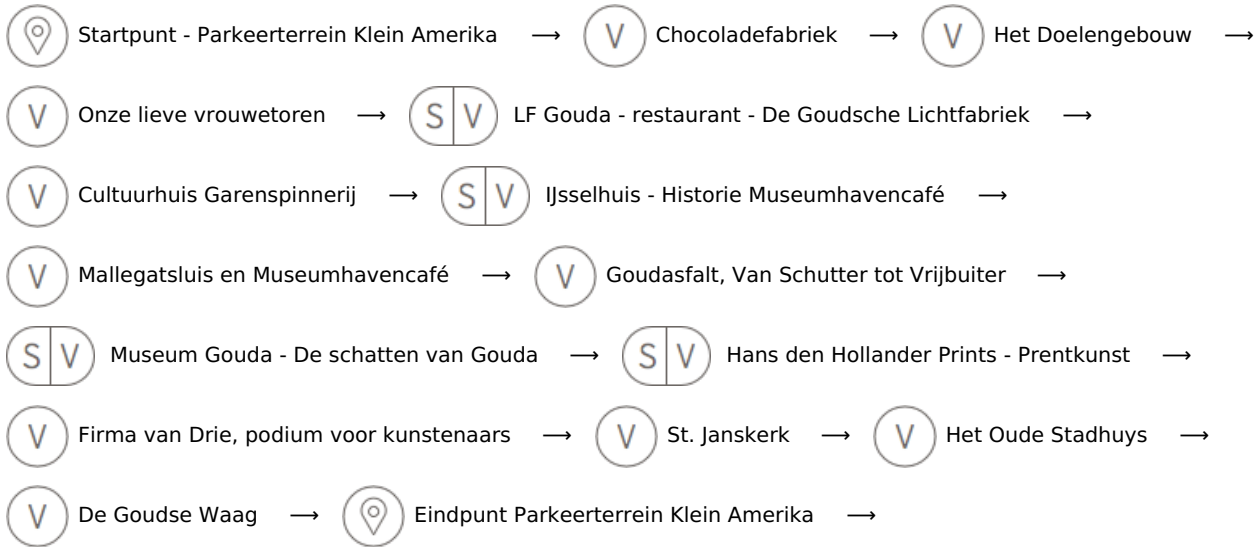 Startpunt - Parkeerterrein Klein Amerika ⟶ V Chocoladefabriek ⟶ V Het Doelengebouw ⟶
V Onze lieve vrouwetoren ⟶ S V LF Gouda - restaurant - De Goudsche Lichtfabriek ⟶
V Cultuurhuis Garenspinnerij ⟶ S V IJsselhuis - Historie Museumhavencafé ⟶
V Mallegatsluis en Museumhavencafé ⟶ V Goudasfalt, Van Schutter tot Vrijbuiter ⟶
S V Museum Gouda - De schatten van Gouda ⟶ S V Hans den Hollander Prints - Prentkunst ⟶
V Firma van Drie, podium voor kunstenaars ⟶ V St. Janskerk ⟶ V Het Oude Stadhuys ⟶
V De Goudse Waag ⟶ Eindpunt Parkeerterrein Klein Amerika ⟶